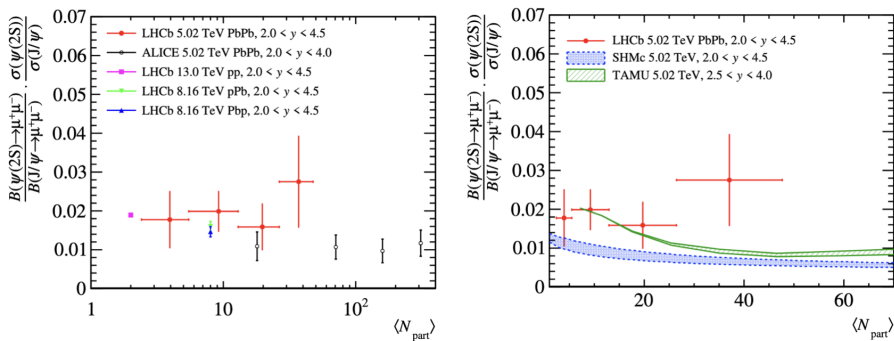 B(ψ(2S)→μ⁺μ⁻) / B(J/ψ→μ⁺μ⁻) · σ(ψ(2S)) / σ(J/ψ)
0.07
0.06
0.05
0.04
0.03
0.02
0.01
0
LHCb 5.02 TeV PbPb, 2.0 < y < 4.5
ALICE 5.02 TeV PbPb, 2.0 < y < 4.0
LHCb 13.0 TeV pp, 2.0 < y < 4.5
LHCb 8.16 TeV pPb, 2.0 < y < 4.5
LHCb 8.16 TeV Pbp, 2.0 < y < 4.5
1 10 10²
⟨N_part⟩
B(ψ(2S)→μ⁺μ⁻) / B(J/ψ→μ⁺μ⁻) · σ(ψ(2S)) / σ(J/ψ)
0.07
0.06
0.05
0.04
0.03
0.02
0.01
0.00
LHCb 5.02 TeV PbPb, 2.0 < y < 4.5
SHMc 5.02 TeV, 2.0 < y < 4.5
TAMU 5.02 TeV, 2.5 < y < 4.0
20 40 60
⟨N_part⟩